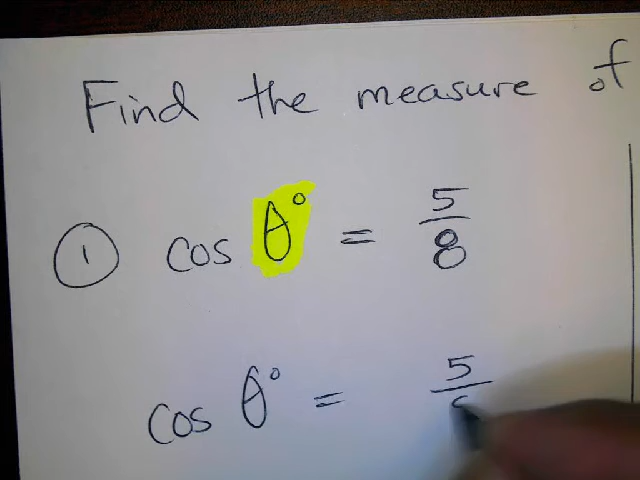 Find the measure of
① cos θ° = 5/8
cos θ° = 5/